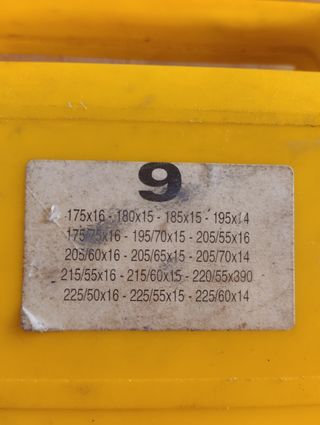 9
175x16 - 180x15 - 185x15 - 195x14
175/75x16 - 195/70x15 - 205/55x16
205/60x16 - 205/65x15 - 205/70x14
215/55x16 - 215/60x15 - 220/55x390
225/50x16 - 225/55x15 - 225/60x14